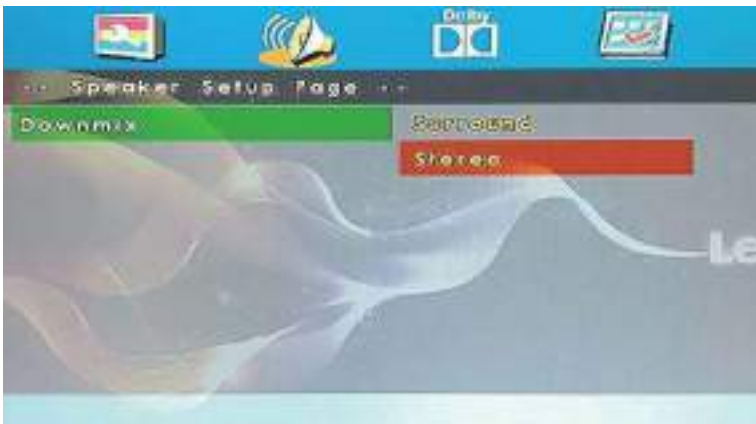 Dolby
-- Speaker Setup Page --
Downmix
Surround
Stereo
Le